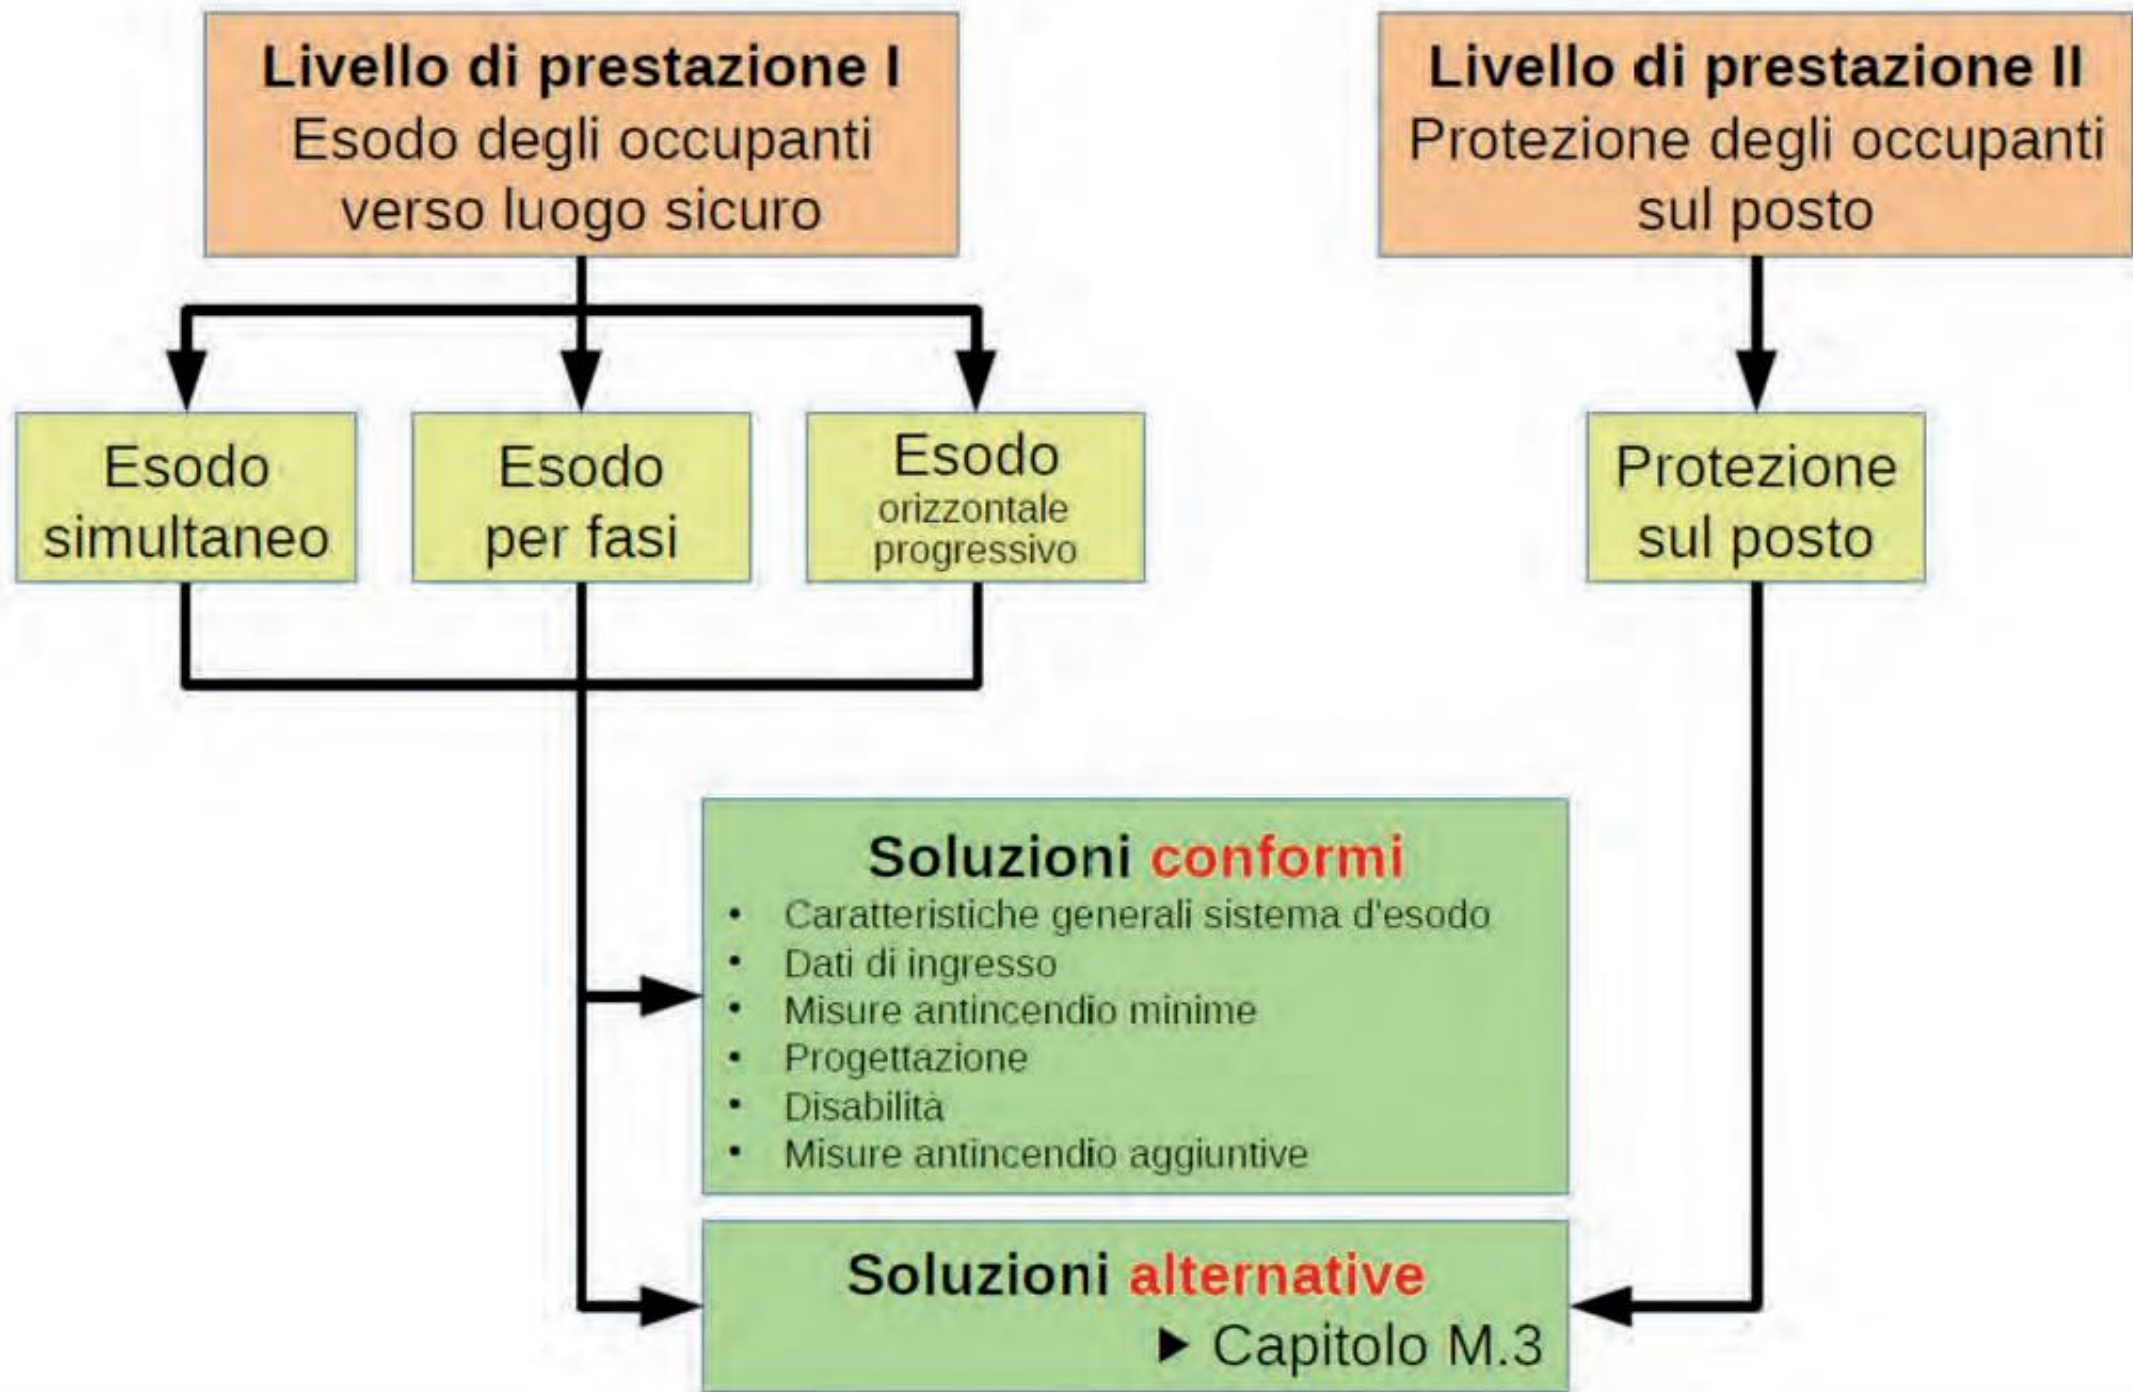 Livello di prestazione I
Esodo degli occupanti
verso luogo sicuro
Livello di prestazione II
Protezione degli occupanti
sul posto
Esodo
simultaneo
Esodo
per fasi
Esodo
orizzontale
progressivo
Protezione
sul posto
Soluzioni conformi
• Caratteristiche generali sistema d'esodo
• Dati di ingresso
• Misure antincendio minime
• Progettazione
• Disabilità
• Misure antincendio aggiuntive
Soluzioni alternative
► Capitolo M.3